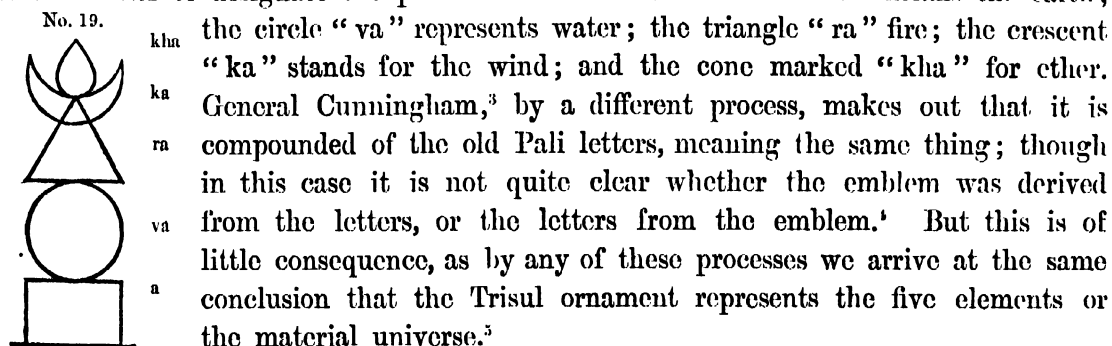 No. 19.
kha
ka
ra
va
a
the circle “va” represents water; the triangle “ra” fire; the crescent
“ka” stands for the wind; and the cone marked “kha” for ether.
General Cunningham,³ by a different process, makes out that it is
compounded of the old Pali letters, meaning the same thing; though
in this case it is not quite clear whether the emblem was derived
from the letters, or the letters from the emblem.⁴ But this is of
little consequence, as by any of these processes we arrive at the same
conclusion that the Trisul ornament represents the five elements or
the material universe.⁵